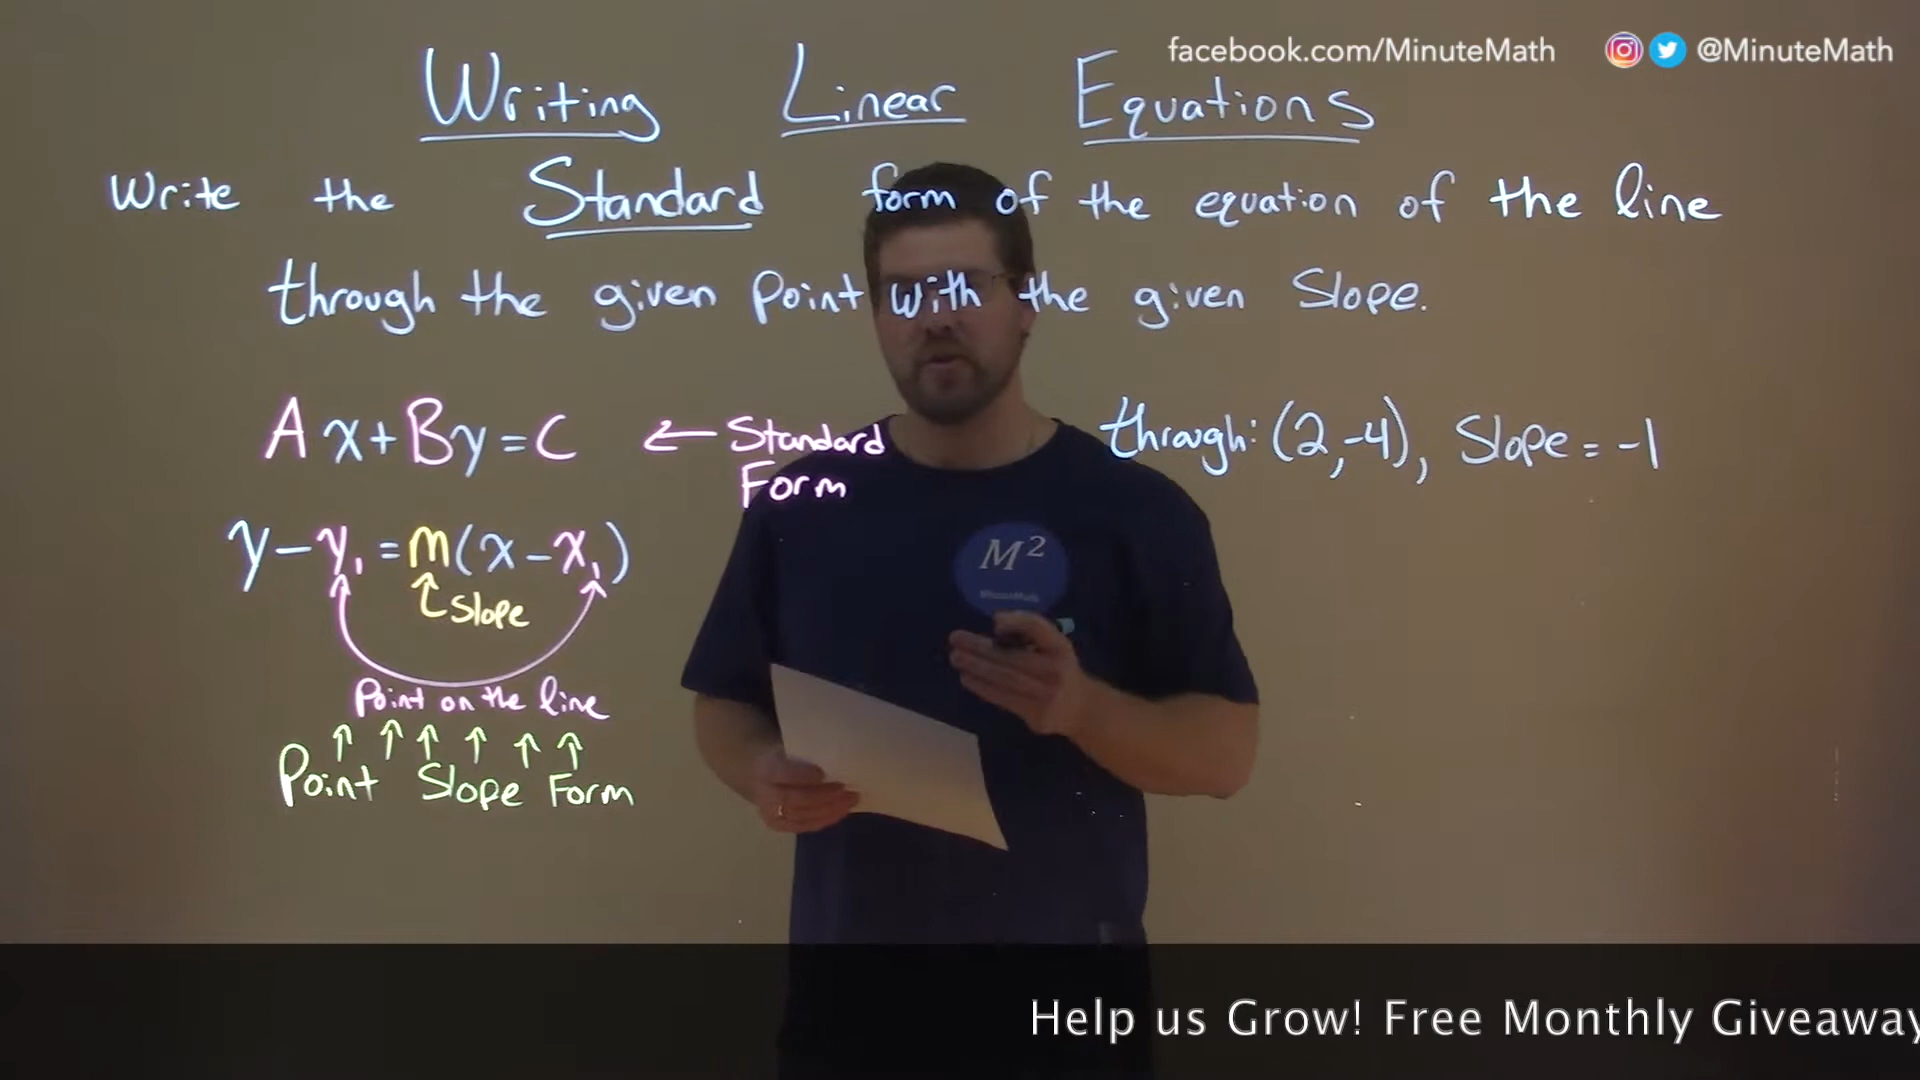 facebook.com/MinuteMath @MinuteMath
Writing Linear Equations
Write the Standard form of the equation of the line
through the given point with the given Slope.
Ax+By=C ← Standard Form
through: (2,-4), Slope = -1
y-y₁=m(x-x₁)
↑ Slope
Point on the line
↑ ↑ ↑ ↑ ↑ ↑
Point Slope Form
M²
MinuteMath
Help us Grow! Free Monthly Giveaway